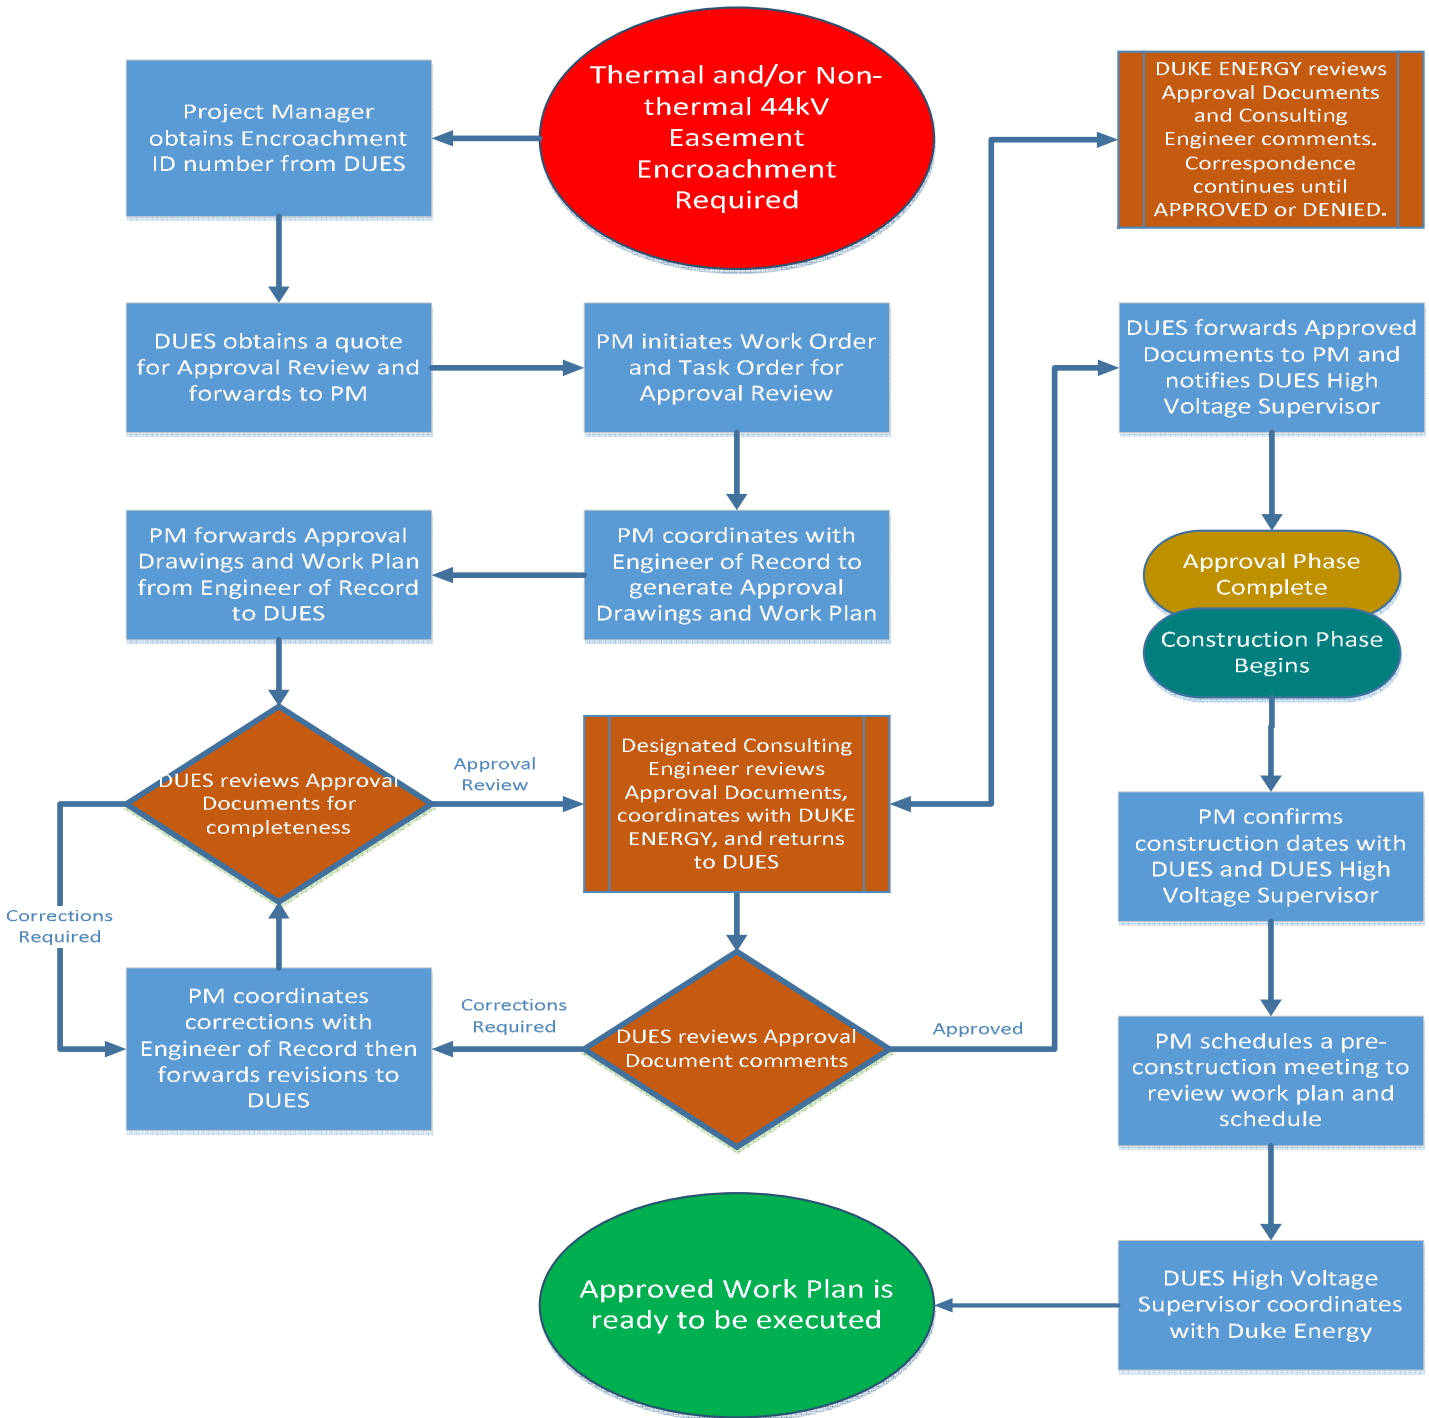 Thermal and/or Non-
thermal 44kV
Easement
Encroachment
Required
Project Manager
obtains Encroachment
ID number from DUES
DUES obtains a quote
for Approval Review and
forwards to PM
PM initiates Work Order
and Task Order for
Approval Review
PM coordinates with
Engineer of Record to
generate Approval
Drawings and Work Plan
PM forwards Approval
Drawings and Work Plan
from Engineer of Record
to DUES
DUES reviews Approval
Documents for
completeness
Corrections
Required
Approval
Review
PM coordinates
corrections with
Engineer of Record then
forwards revisions to
DUES
Designated Consulting
Engineer reviews
Approval Documents,
coordinates with DUKE
ENERGY, and returns
to DUES
DUKE ENERGY reviews
Approval Documents
and Consulting
Engineer comments.
Correspondence
continues until
APPROVED or DENIED.
DUES reviews Approval
Document comments
Corrections
Required
Approved
DUES forwards Approved
Documents to PM and
notifies DUES High
Voltage Supervisor
Approval Phase
Complete
Construction Phase
Begins
PM confirms
construction dates with
DUES and DUES High
Voltage Supervisor
PM schedules a pre-
construction meeting to
review work plan and
schedule
DUES High Voltage
Supervisor coordinates
with Duke Energy
Approved Work Plan is
ready to be executed